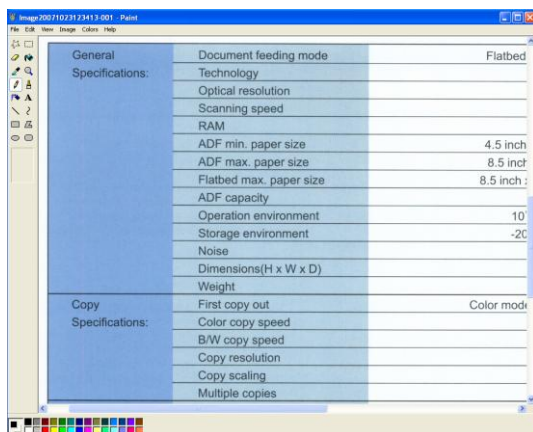 Image20071023123413-001 - Paint
File Edit View Image Colors Help
General Document feeding mode Flatbed
Specifications: Technology
Optical resolution
Scanning speed
RAM
ADF min. paper size 4.5 inch
ADF max. paper size 8.5 inch
Flatbed max. paper size 8.5 inch
ADF capacity
Operation environment 10
Storage environment -20
Noise
Dimensions(H x W x D)
Weight
Copy First copy out Color mode
Specifications: Color copy speed
B/W copy speed
Copy resolution
Copy scaling
Multiple copies